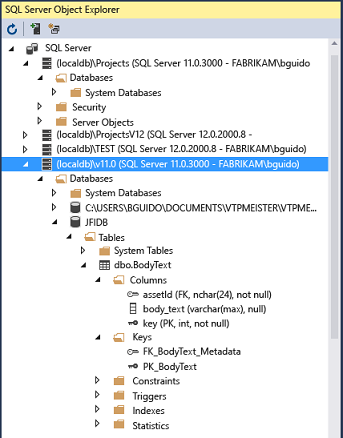 SQL Server Object Explorer
SQL Server
(localdb)\Projects (SQL Server 11.0.3000 - FABRIKAM\bguido
Databases
System Databases
Security
Server Objects
(localdb)\ProjectsV12 (SQL Server 12.0.2000.8 -
(localdb)\TEST (SQL Server 12.0.2000.8 - FABRIKAM\bguido)
(localdb)\v11.0 (SQL Server 11.0.3000 - FABRIKAM\bguido)
Databases
System Databases
C:\USERS\BGUIDO\DOCUMENTS\VTPMEISTER\VTPME...
JFIDB
Tables
System Tables
dbo.BodyText
Columns
assetId (FK, nchar(24), not null)
body_text (varchar(max), null)
key (PK, int, not null)
Keys
FK_BodyText_Metadata
PK_BodyText
Constraints
Triggers
Indexes
Statistics